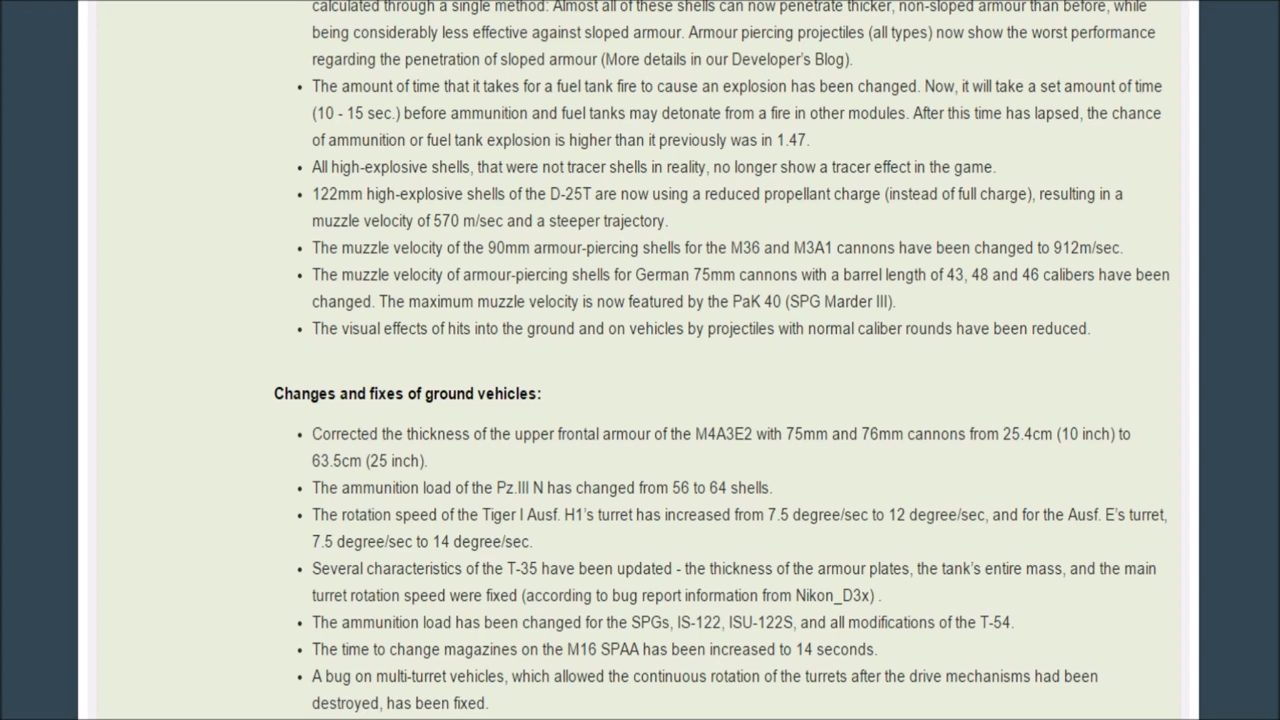 calculated through a single method: Almost all of these shells can now penetrate thicker, non-sloped armour than before, while
being considerably less effective against sloped armour. Armour piercing projectiles (all types) now show the worst performance
regarding the penetration of sloped armour (More details in our Developer's Blog).
• The amount of time that it takes for a fuel tank fire to cause an explosion has been changed. Now, it will take a set amount of time
(10 - 15 sec.) before ammunition and fuel tanks may detonate from a fire in other modules. After this time has lapsed, the chance
of ammunition or fuel tank explosion is higher than it previously was in 1.47.
• All high-explosive shells, that were not tracer shells in reality, no longer show a tracer effect in the game.
• 122mm high-explosive shells of the D-25T are now using a reduced propellant charge (instead of full charge), resulting in a
muzzle velocity of 570 m/sec and a steeper trajectory.
• The muzzle velocity of the 90mm armour-piercing shells for the M36 and M3A1 cannons have been changed to 912m/sec.
• The muzzle velocity of armour-piercing shells for German 75mm cannons with a barrel length of 43, 48 and 46 calibers have been
changed. The maximum muzzle velocity is now featured by the PaK 40 (SPG Marder III).
• The visual effects of hits into the ground and on vehicles by projectiles with normal caliber rounds have been reduced.
Changes and fixes of ground vehicles:
• Corrected the thickness of the upper frontal armour of the M4A3E2 with 75mm and 76mm cannons from 25.4cm (10 inch) to
63.5cm (25 inch).
• The ammunition load of the Pz.III N has changed from 56 to 64 shells.
• The rotation speed of the Tiger I Ausf. H1's turret has increased from 7.5 degree/sec to 12 degree/sec, and for the Ausf. E's turret,
7.5 degree/sec to 14 degree/sec.
• Several characteristics of the T-35 have been updated - the thickness of the armour plates, the tank's entire mass, and the main
turret rotation speed were fixed (according to bug report information from Nikon_D3x) .
• The ammunition load has been changed for the SPGs, IS-122, ISU-122S, and all modifications of the T-54.
• The time to change magazines on the M16 SPAA has been increased to 14 seconds.
• A bug on multi-turret vehicles, which allowed the continuous rotation of the turrets after the drive mechanisms had been
destroyed, has been fixed.